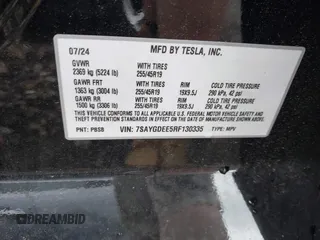 07/24 MFD BY TESLA, INC.
GVWR WITH TIRES
2369 kg (5224 lb) 255/45R19
GAWR FRT WITH TIRES RIM COLD TIRE PRESSURE
1363 kg (3004 lb) 255/45R19 19X9.5J 290 kPa, 42 psi
GAWR RR WITH TIRES RIM COLD TIRE PRESSURE
1500 kg (3306 lb) 255/45R19 19X9.5J 290 kPa, 42 psi
THIS VEHICLE CONFORMS TO ALL APPLICABLE U.S. FEDERAL MOTOR VEHICLE SAFETY AND
THEFT PREVENTION STANDARDS IN EFFECT ON THE DATE OF MANUFACTURE SHOWN ABOVE.
PNT: PBSB VIN: 7SAYGDEE5RF130335 TYPE: MPV
DREAMBID